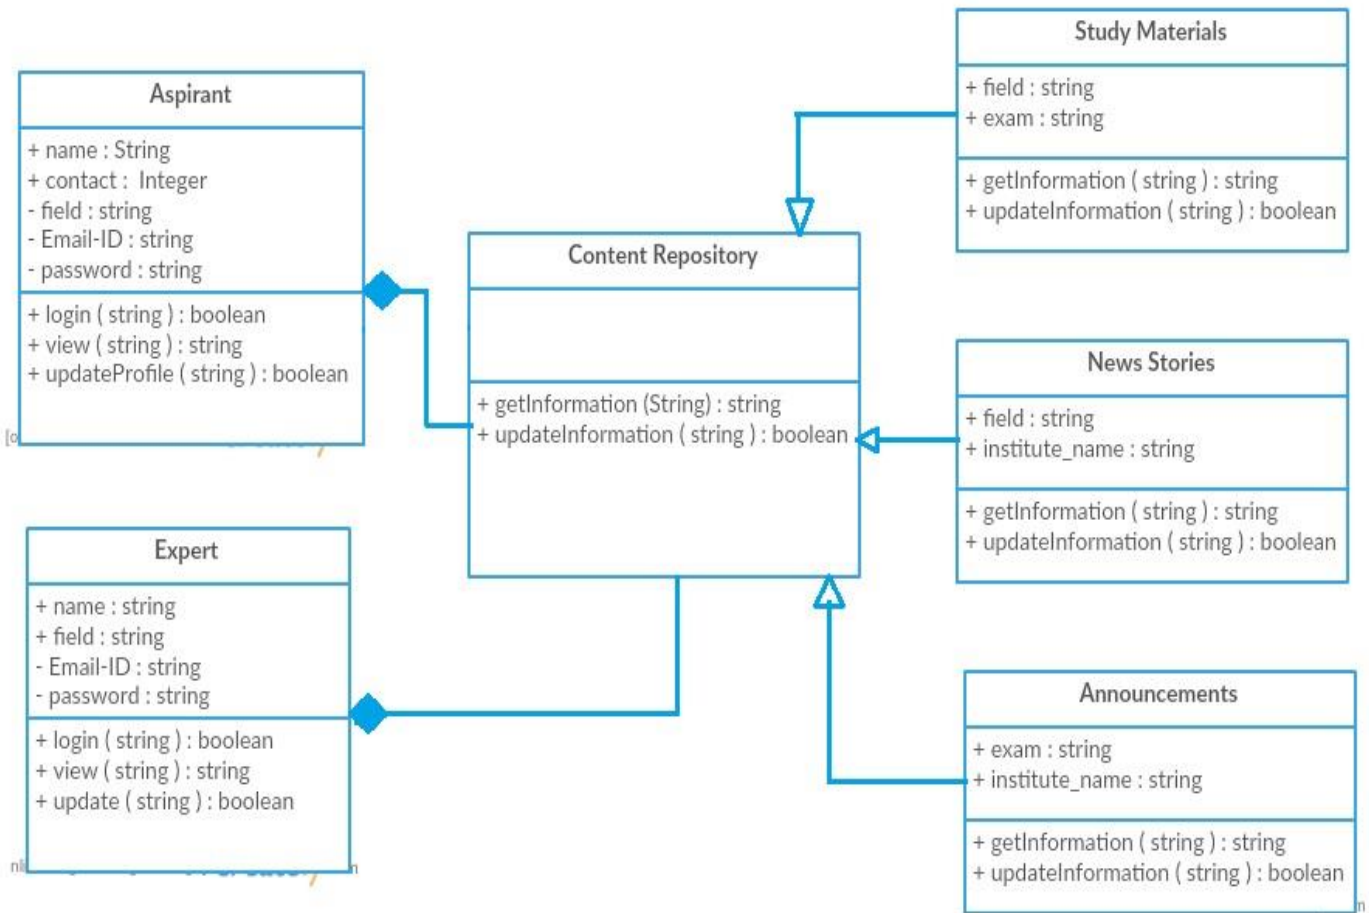 Aspirant
+ name : String
+ contact : Integer
- field : string
- Email-ID : string
- password : string
+ login ( string ) : boolean
+ view ( string ) : string
+ updateProfile ( string ) : boolean
Expert
+ name : string
+ field : string
- Email-ID : string
- password : string
+ login ( string ) : boolean
+ view ( string ) : string
+ update ( string ) : boolean
Content Repository
+ getInformation (String) : string
+ updateInformation ( string ) : boolean
Study Materials
+ field : string
+ exam : string
+ getInformation ( string ) : string
+ updateInformation ( string ) : boolean
News Stories
+ field : string
+ institute_name : string
+ getInformation ( string ) : string
+ updateInformation ( string ) : boolean
Announcements
+ exam : string
+ institute_name : string
+ getInformation ( string ) : string
+ updateInformation ( string ) : boolean